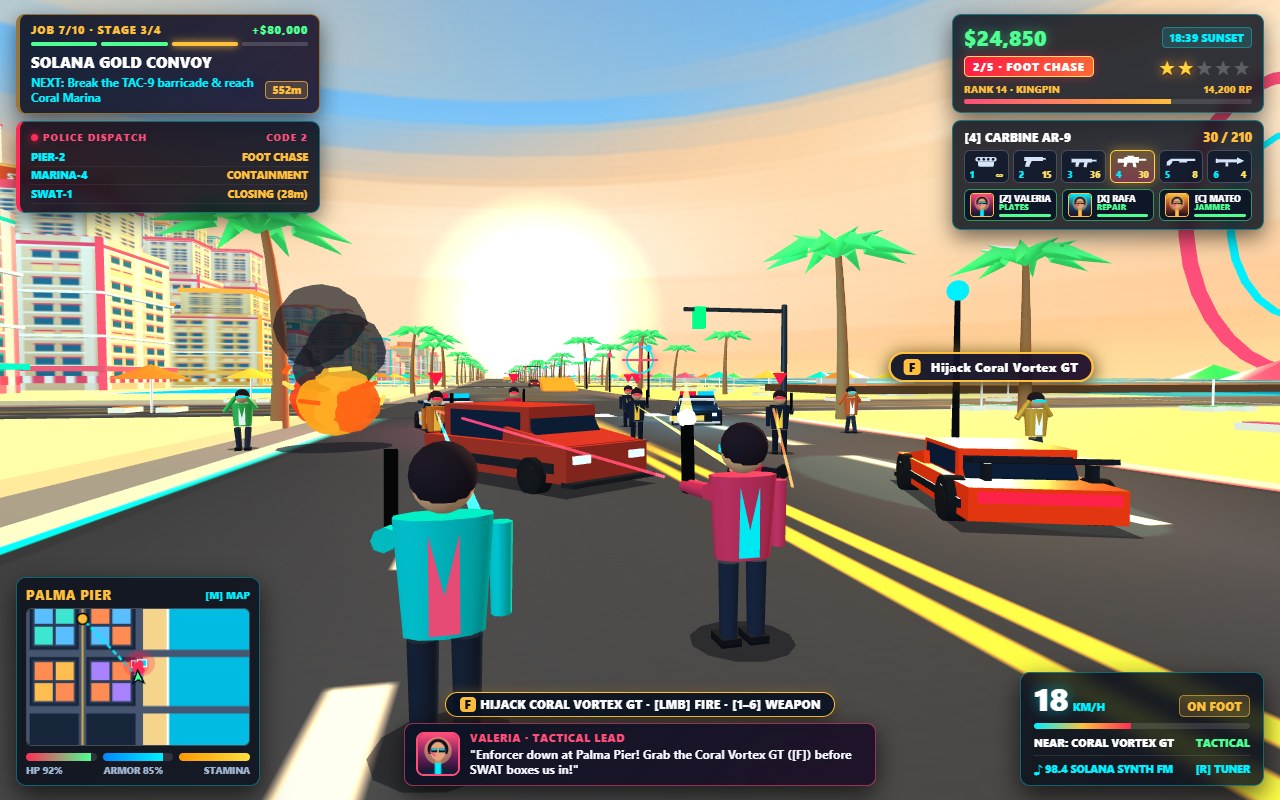 JOB 7/10 · STAGE 3/4 +$80,000
SOLANA GOLD CONVOY
NEXT: Break the TAC-9 barricade & reach
Coral Marina
552m
POLICE DISPATCH CODE 2
PIER-2 FOOT CHASE
MARINA-4 CONTAINMENT
SWAT-1 CLOSING (28m)
$24,850 18:39 SUNSET
2/5 · FOOT CHASE
RANK 14 · KINGPIN 14,200 RP
[4] CARBINE AR-9 30 / 210
1 ∞ 2 15 3 36 4 30 5 8 6 4
[Z] VALERIA
PLATES
[X] RAFA
REPAIR
[C] MATEO
JAMMER
F Hijack Coral Vortex GT
PALMA PIER [M] MAP
HP 92% ARMOR 85% STAMINA
F HIJACK CORAL VORTEX GT · [LMB] FIRE · [1–6] WEAPON
VALERIA · TACTICAL LEAD
"Enforcer down at Palma Pier! Grab the Coral Vortex GT ([F]) before
SWAT boxes us in!"
18 KM/H ON FOOT
NEAR: CORAL VORTEX GT TACTICAL
♪ 98.4 SOLANA SYNTH FM [R] TUNER